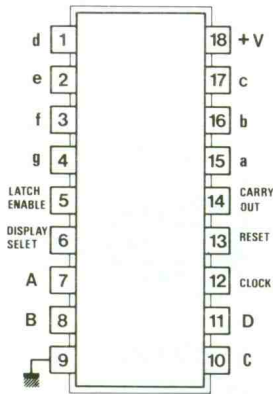 d 1 18 +V
e 2 17 c
f 3 16 b
g 4 15 a
LATCH
ENABLE 5 14 CARRY
OUT
DISPLAY
SELET 6 13 RESET
A 7 12 CLOCK
B 8 11 D
9 10 C